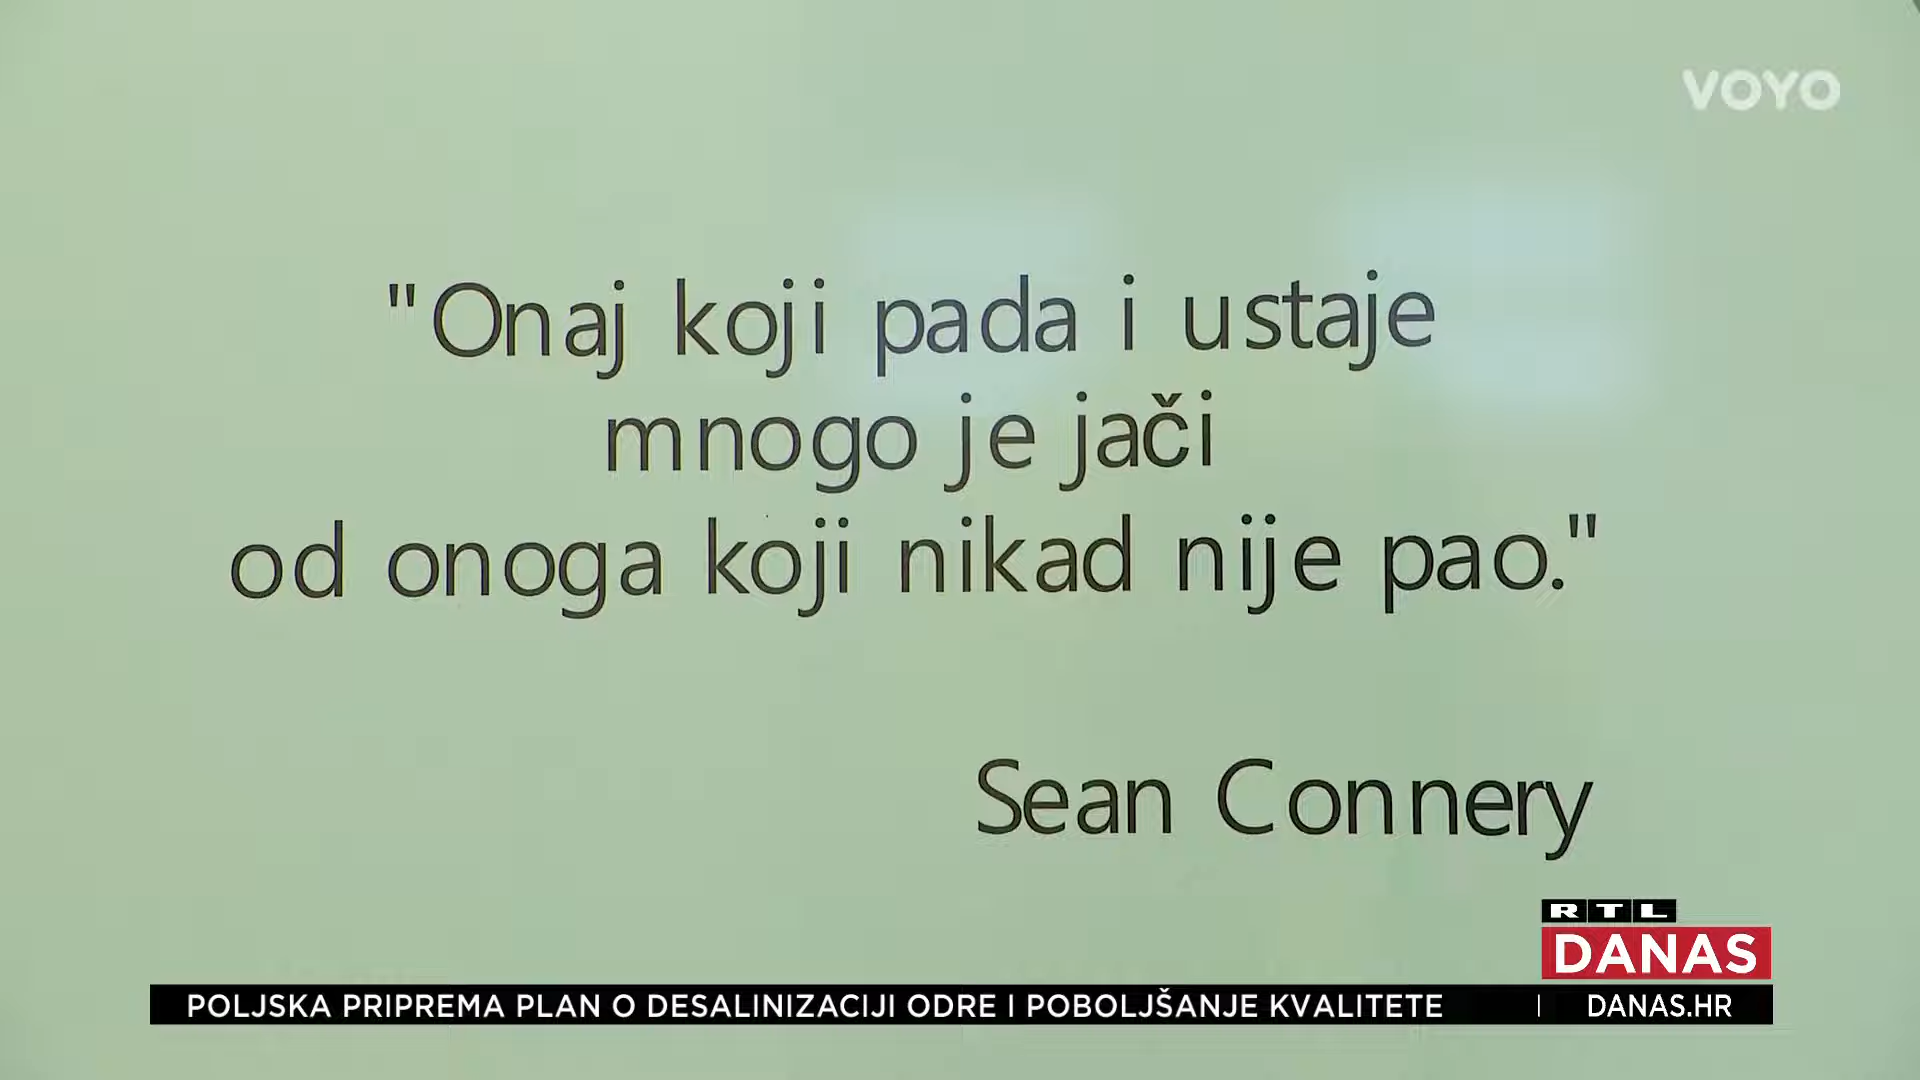 VOYO
"Onaj koji pada i ustaje
mnogo je jači
od onoga koji nikad nije pao."
Sean Connery
RTL
DANAS
POLJSKA PRIPREMA PLAN O DESALINIZACIJI ODRE I POBOLJŠANJE KVALITETE | DANAS.HR